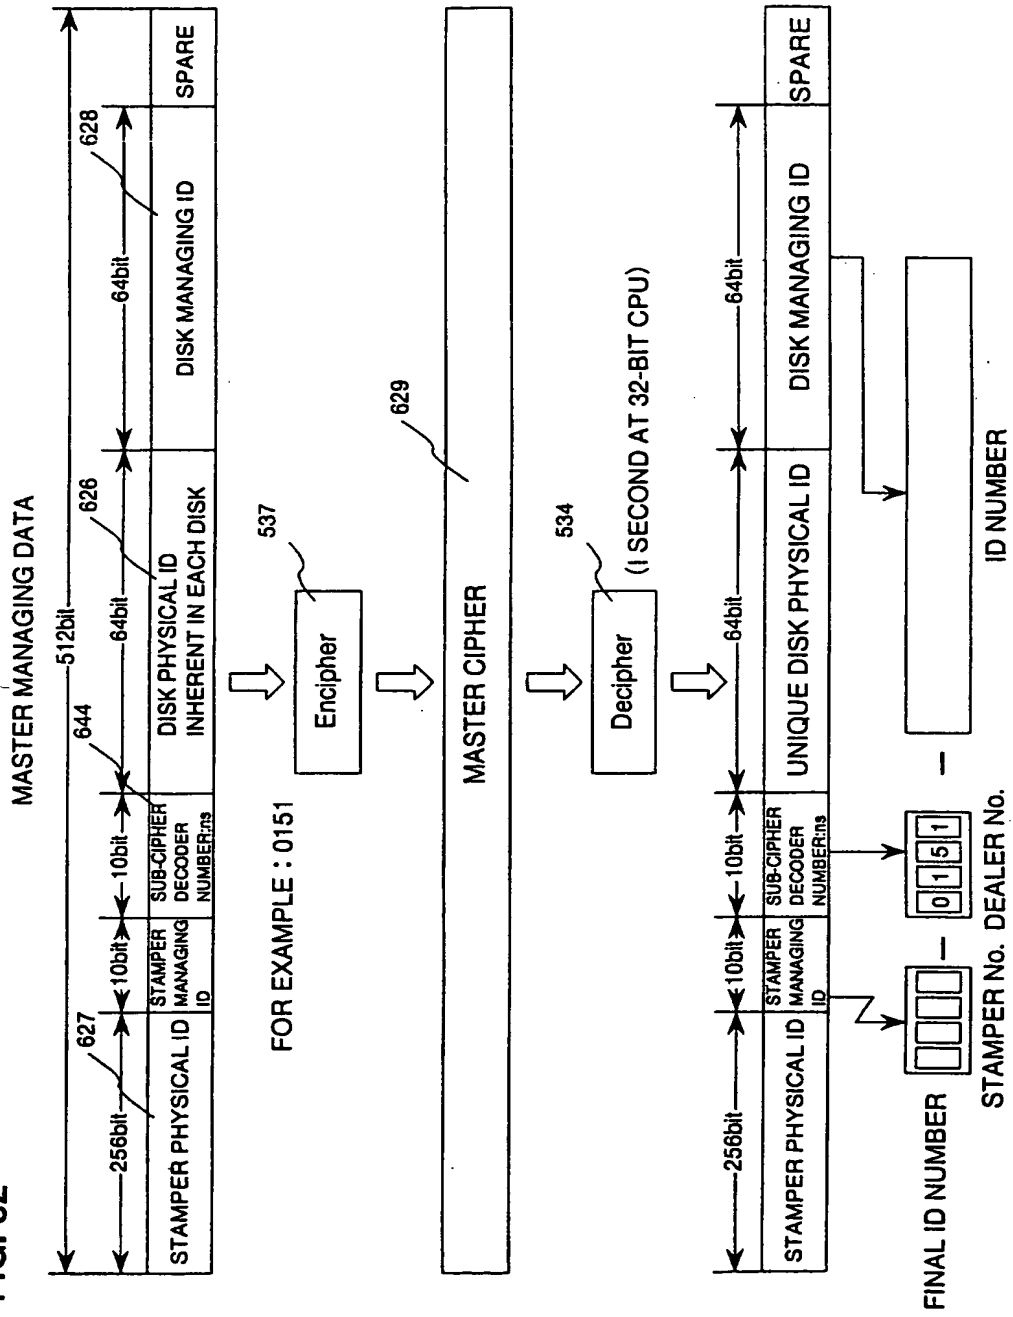 MASTER MANAGING DATA
512bit
256bit
10bit
10bit
64bit
64bit
627
644
626
628
STAMPER PHYSICAL ID
STAMPER
MANAGING
ID
SUB-CIPHER
DECODER
NUMBER:ns
DISK PHYSICAL ID
INHERENT IN EACH DISK
DISK MANAGING ID
SPARE
FOR EXAMPLE : 0151
Encipher
537
MASTER CIPHER
629
Decipher
534
(I SECOND AT 32-BIT CPU)
256bit
10bit
10bit
64bit
64bit
STAMPER PHYSICAL ID
STAMPER
MANAGING
ID
SUB-CIPHER
DECODER
NUMBER:ns
UNIQUE DISK PHYSICAL ID
DISK MANAGING ID
SPARE
FINAL ID NUMBER
— 0 1 5 1 —
STAMPER No. DEALER No.
ID NUMBER